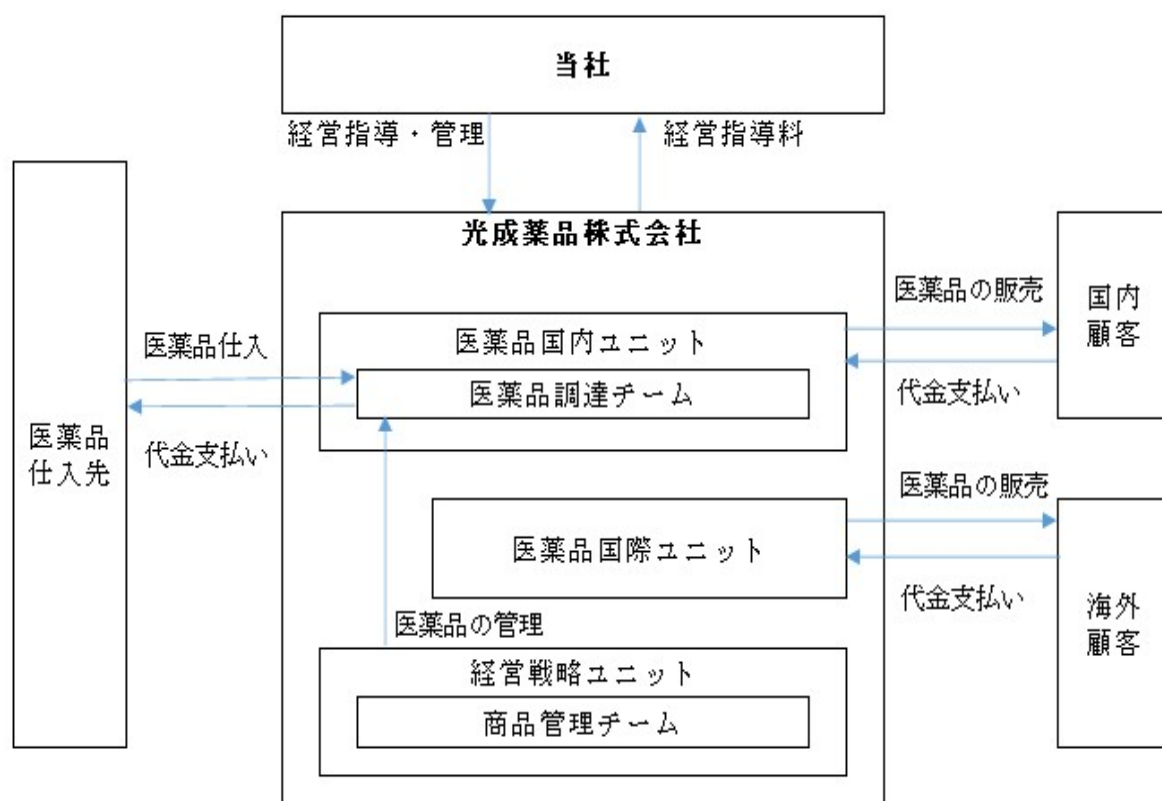 当社
経営指導・管理
経営指導料
光成薬品株式会社
医薬品の販売
国内
顧客
医薬品国内ユニット
医薬品仕入
医薬品調達チーム
代金支払い
医薬品
仕入先
代金支払い
医薬品の販売
医薬品国際ユニット
代金支払い
海外
顧客
医薬品の管理
経営戦略ユニット
商品管理チーム